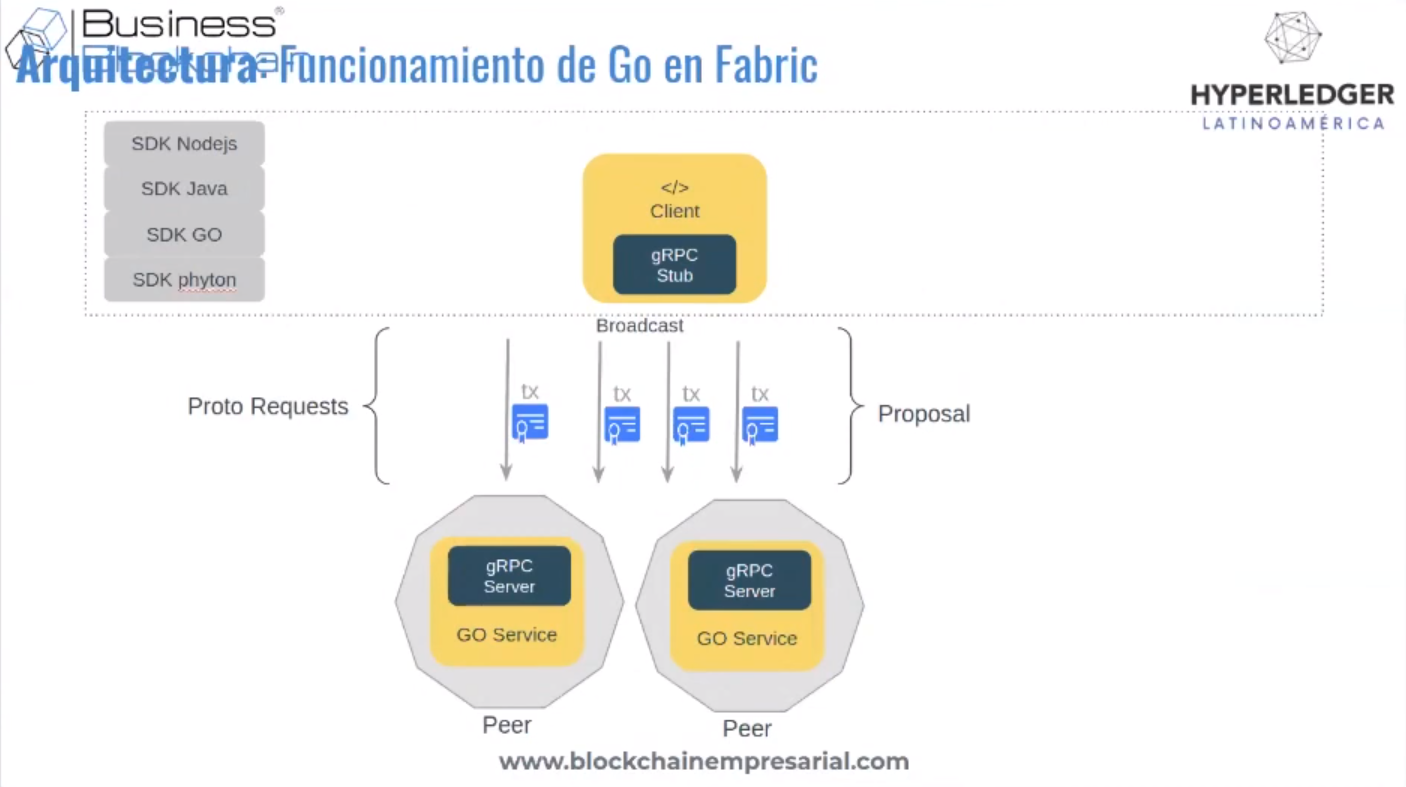 Business®
Blockchain
Arquitectura: Funcionamiento de Go en Fabric
HYPERLEDGER
LATINOAMÉRICA
SDK Nodejs
SDK Java
SDK GO
SDK phyton
</>
Client
gRPC
Stub
Broadcast
Proto Requests
tx
tx
tx
tx
Proposal
gRPC
Server
GO Service
Peer
gRPC
Server
GO Service
Peer
www.blockchainempresarial.com